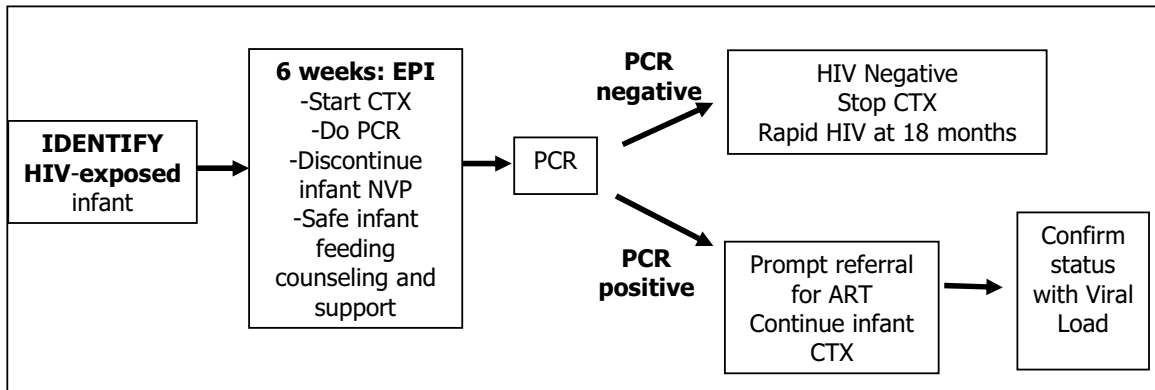 IDENTIFY
HIV-exposed
infant
6 weeks: EPI
-Start CTX
-Do PCR
-Discontinue
infant NVP
-Safe infant
feeding
counseling and
support
PCR
PCR
negative
HIV Negative
Stop CTX
Rapid HIV at 18 months
PCR
positive
Prompt referral
for ART
Continue infant
CTX
Confirm
status
with Viral
Load